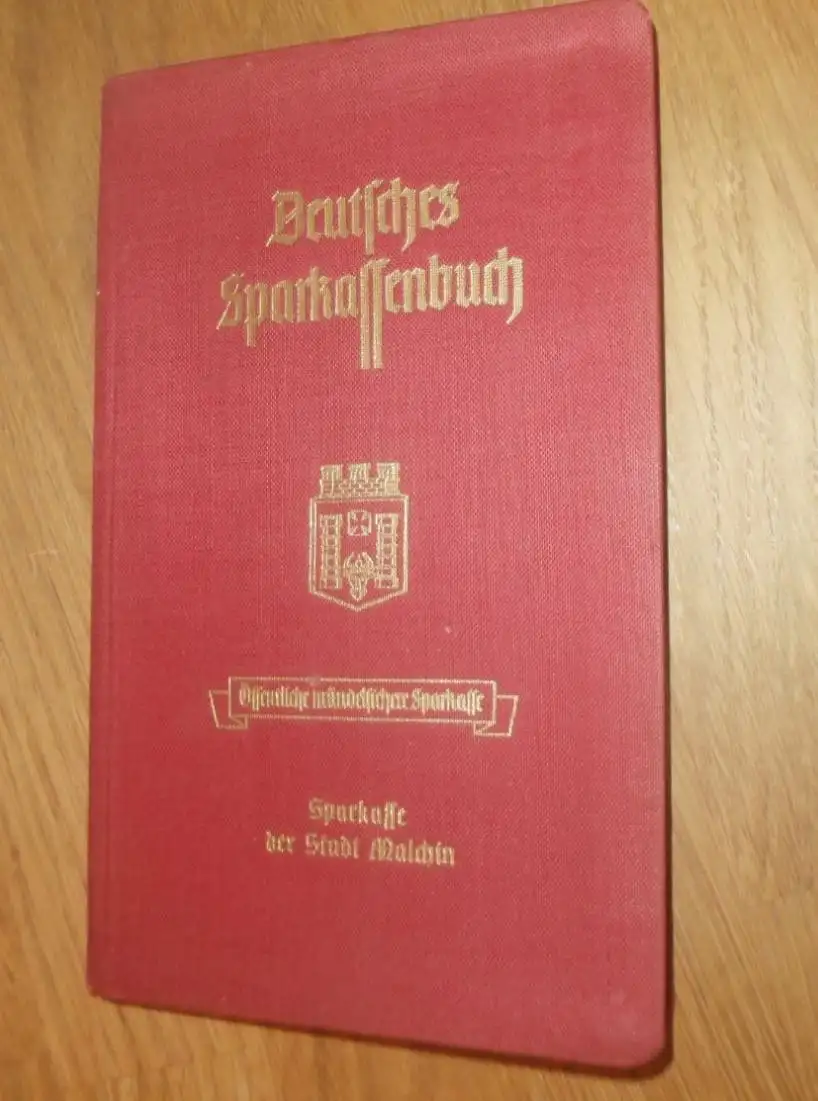 Deutsches
Sparkassenbuch
Öffentliche mündelsichere Sparkasse
Sparkasse
der Stadt Malchin